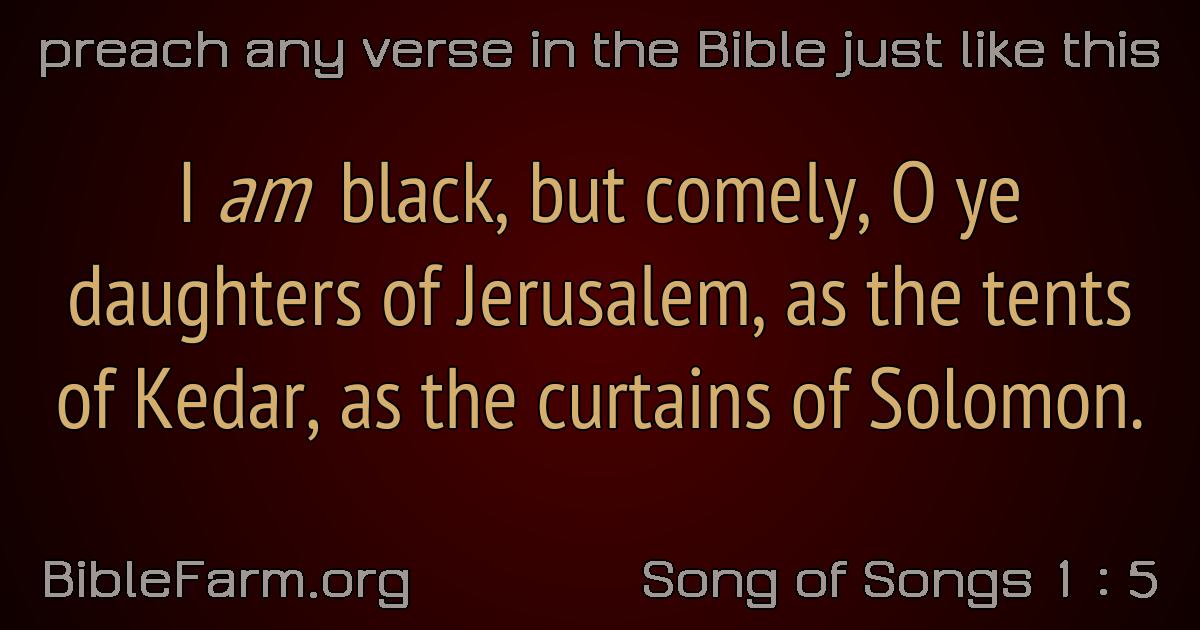 preach any verse in the Bible just like this
I am black, but comely, O ye
daughters of Jerusalem, as the tents
of Kedar, as the curtains of Solomon.
BibleFarm.org
Song of Songs 1 : 5